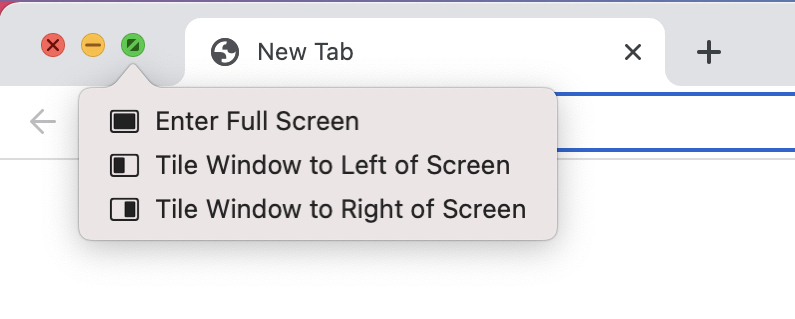 New Tab
Enter Full Screen
Tile Window to Left of Screen
Tile Window to Right of Screen